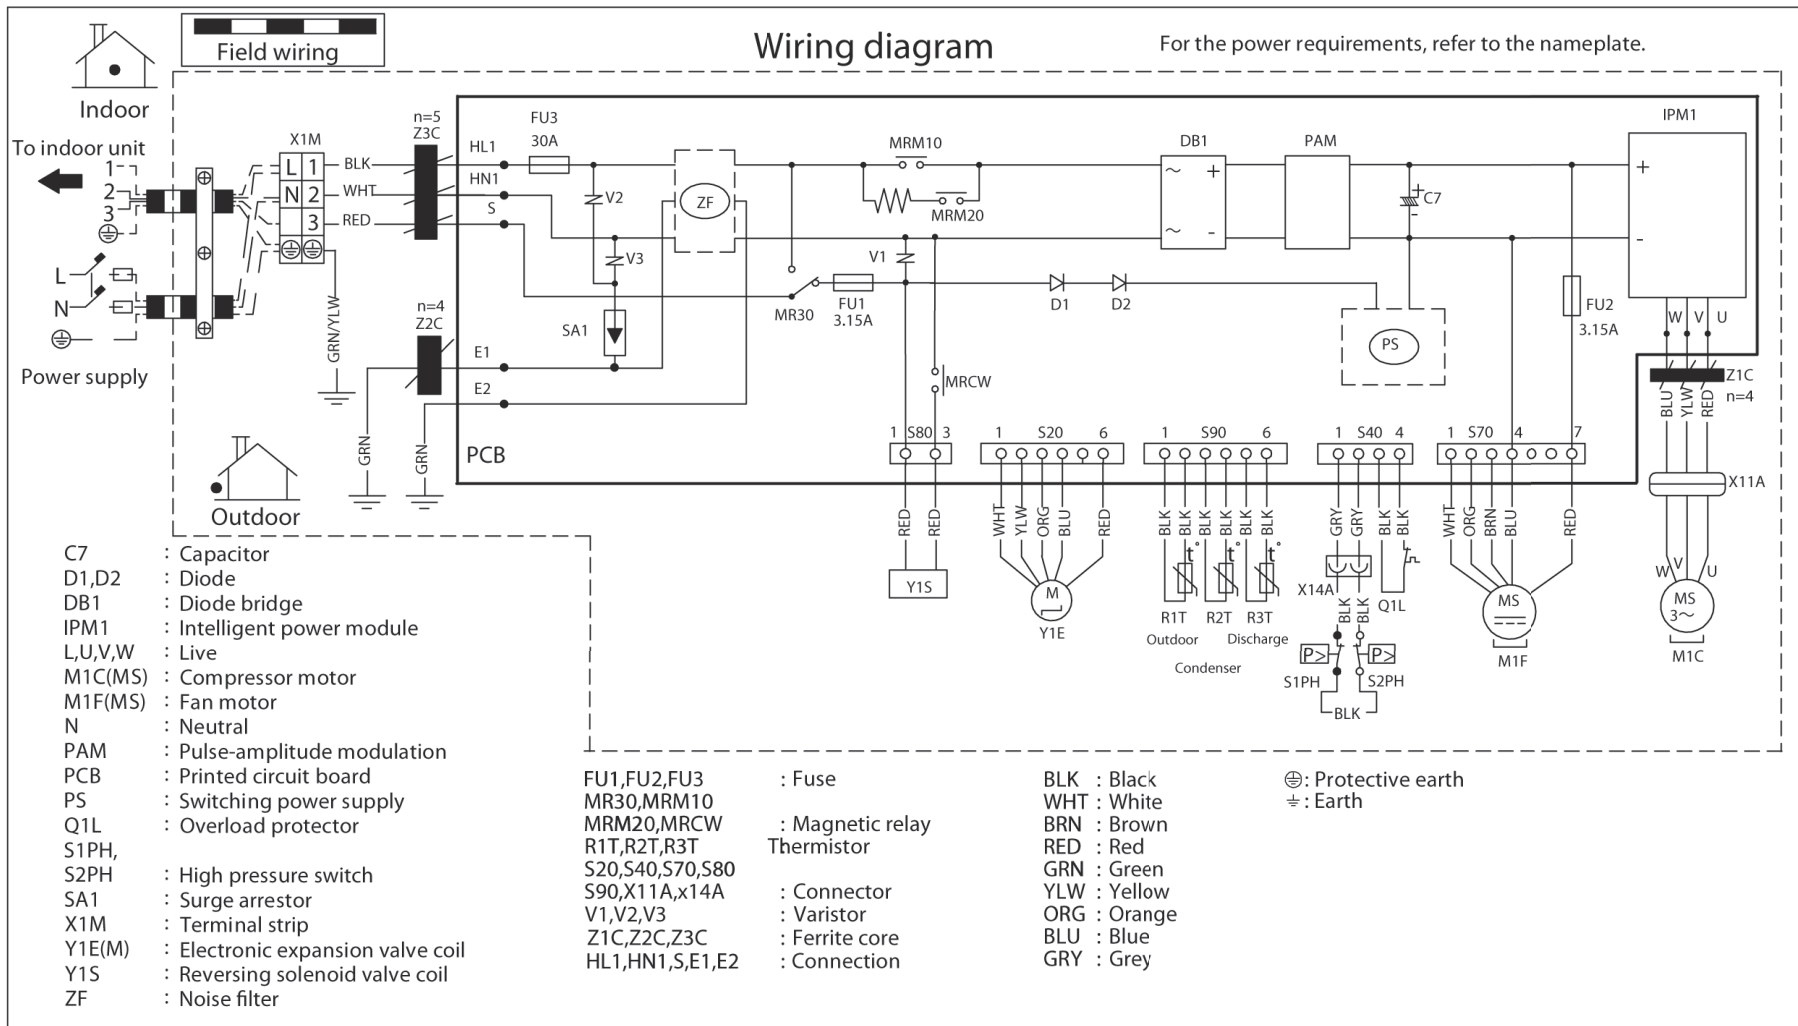 Wiring diagram
For the power requirements, refer to the nameplate.
Field wiring
Indoor
To indoor unit
1
2
3
L
N
Power supply
Outdoor
X1M
L 1
N 2
3
BLK
WHT
RED
GRN/YLW
n=5
Z3C
n=4
Z2C
GRN
GRN
HL1
HN1
S
E1
E2
PCB
FU3
30A
V2
V3
SA1
ZF
MRM10
MRM20
MR30
FU1
3.15A
V1
MRCW
D1
D2
DB1
~ +
~ -
PAM
+
C7
-
PS
FU2
3.15A
IPM1
+
-
W V U
Z1C
n=4
BLU YLW RED
X11A
W V U
MS
3~
M1C
1 S80 3
RED RED
Y1S
1 S20 6
WHT YLW ORG BLU RED
M
Y1E
1 S90 6
BLK BLK BLK BLK BLK BLK
t° t° t°
R1T R2T R3T
Outdoor Discharge
Condenser
1 S40 4
GRY GRY BLK BLK
X14A
Q1L
BLK BLK
P> P>
S1PH S2PH
BLK
1 S70 4 7
WHT ORG BRN BLU RED
MS
M1F
C7 : Capacitor
D1,D2 : Diode
DB1 : Diode bridge
IPM1 : Intelligent power module
L,U,V,W : Live
M1C(MS) : Compressor motor
M1F(MS) : Fan motor
N : Neutral
PAM : Pulse-amplitude modulation
PCB : Printed circuit board
PS : Switching power supply
Q1L : Overload protector
S1PH,
S2PH : High pressure switch
SA1 : Surge arrestor
X1M : Terminal strip
Y1E(M) : Electronic expansion valve coil
Y1S : Reversing solenoid valve coil
ZF : Noise filter
FU1,FU2,FU3 : Fuse
MR30,MRM10
MRM20,MRCW : Magnetic relay
R1T,R2T,R3T Thermistor
S20,S40,S70,S80
S90,X11A,x14A : Connector
V1,V2,V3 : Varistor
Z1C,Z2C,Z3C : Ferrite core
HL1,HN1,S,E1,E2 : Connection
BLK : Black
WHT : White
BRN : Brown
RED : Red
GRN : Green
YLW : Yellow
ORG : Orange
BLU : Blue
GRY : Grey
: Protective earth
: Earth